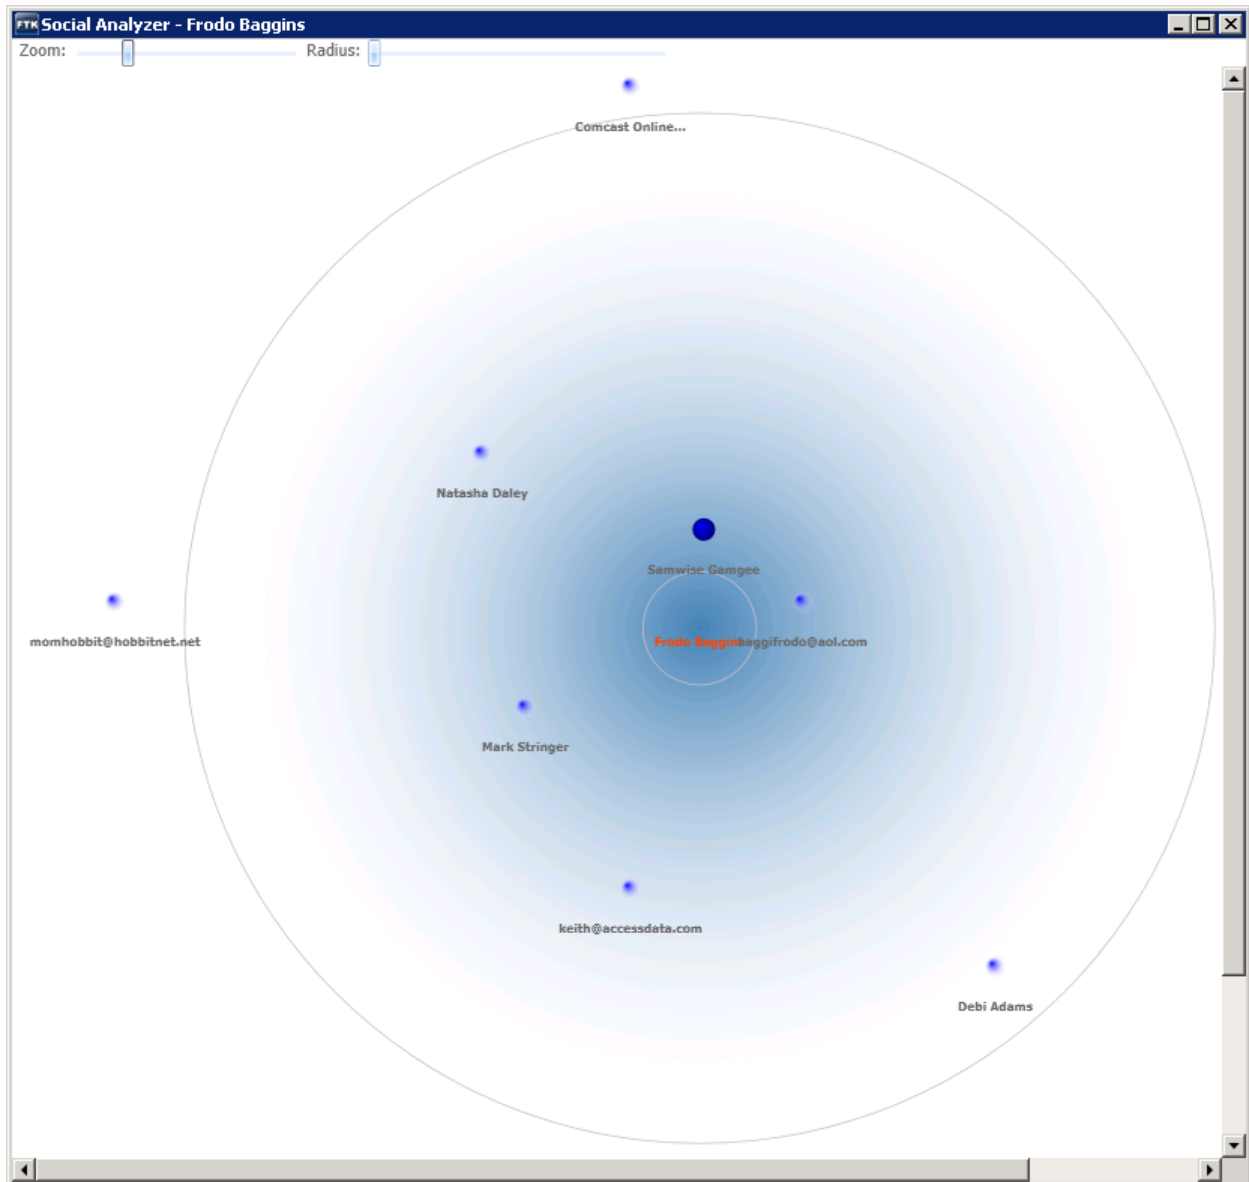 FTK Social Analyzer - Frodo Baggins
Zoom: Radius:
Comcast Online...
Natasha Daley
Samwise Gamgee
momhobbit@hobbitnet.net
Frodo Baggin baggifrodo@aol.com
Mark Stringer
keith@accessdata.com
Debi Adams